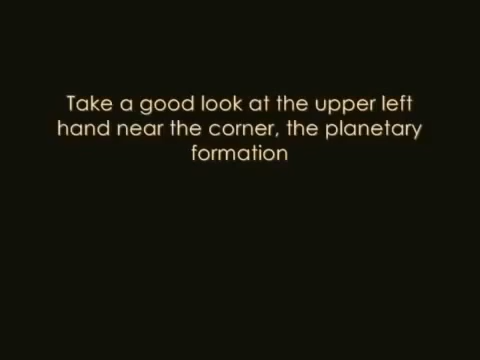 Take a good look at the upper left
hand near the corner, the planetary
formation